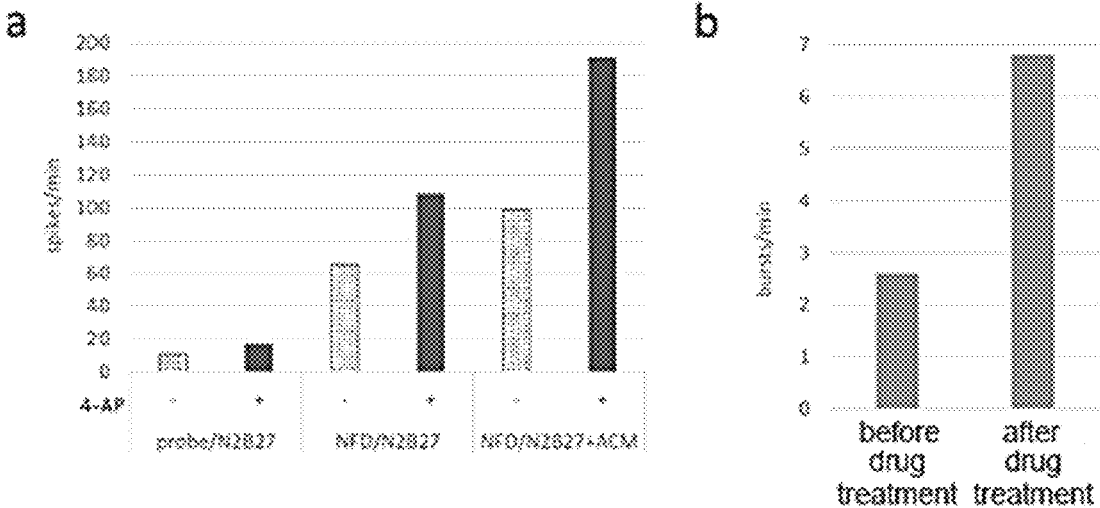 a
spikes/min
200
180
160
140
120
100
80
60
40
20
0
4-AP - + - + - +
probe/N2B27 NFD/N2B27 NFD/N2B27+ACM
b
bursts/min
7
6
5
4
3
2
1
0
before drug treatment
after drug treatment